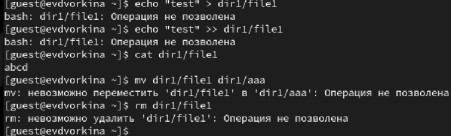 [guest@evdvorkina ~]$ echo "test" > dir1/file1
bash: dir1/file1: Операция не позволена
[guest@evdvorkina ~]$ echo "test" >> dir1/file1
bash: dir1/file1: Операция не позволена
[guest@evdvorkina ~]$ cat dir1/file1
abcd
[guest@evdvorkina ~]$ mv dir1/file1 dir1/aaa
mv: невозможно переместить 'dir1/file1' в 'dir1/aaa': Операция не позволена
[guest@evdvorkina ~]$ rm dir1/file1
rm: невозможно удалить 'dir1/file1': Операция не позволена
[guest@evdvorkina ~]$